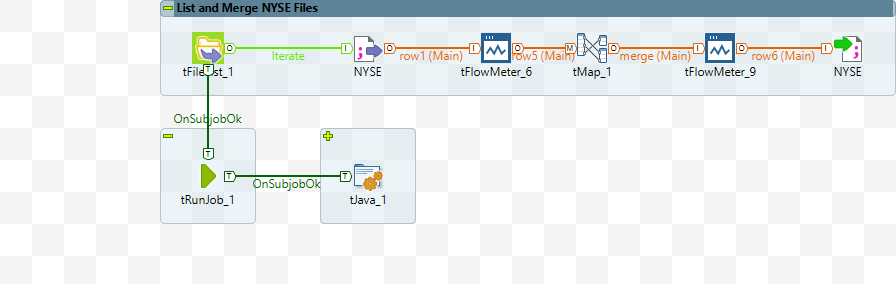 List and Merge NYSE Files
O Iterate I O row1 (Main) I O row5 (Main) M O merge (Main) I O row6 (Main) I
tFileList_1 NYSE tFlowMeter_6 tMap_1 tFlowMeter_9 NYSE
T
OnSubjobOk
T
T OnSubjobOk T
tRunJob_1 tJava_1